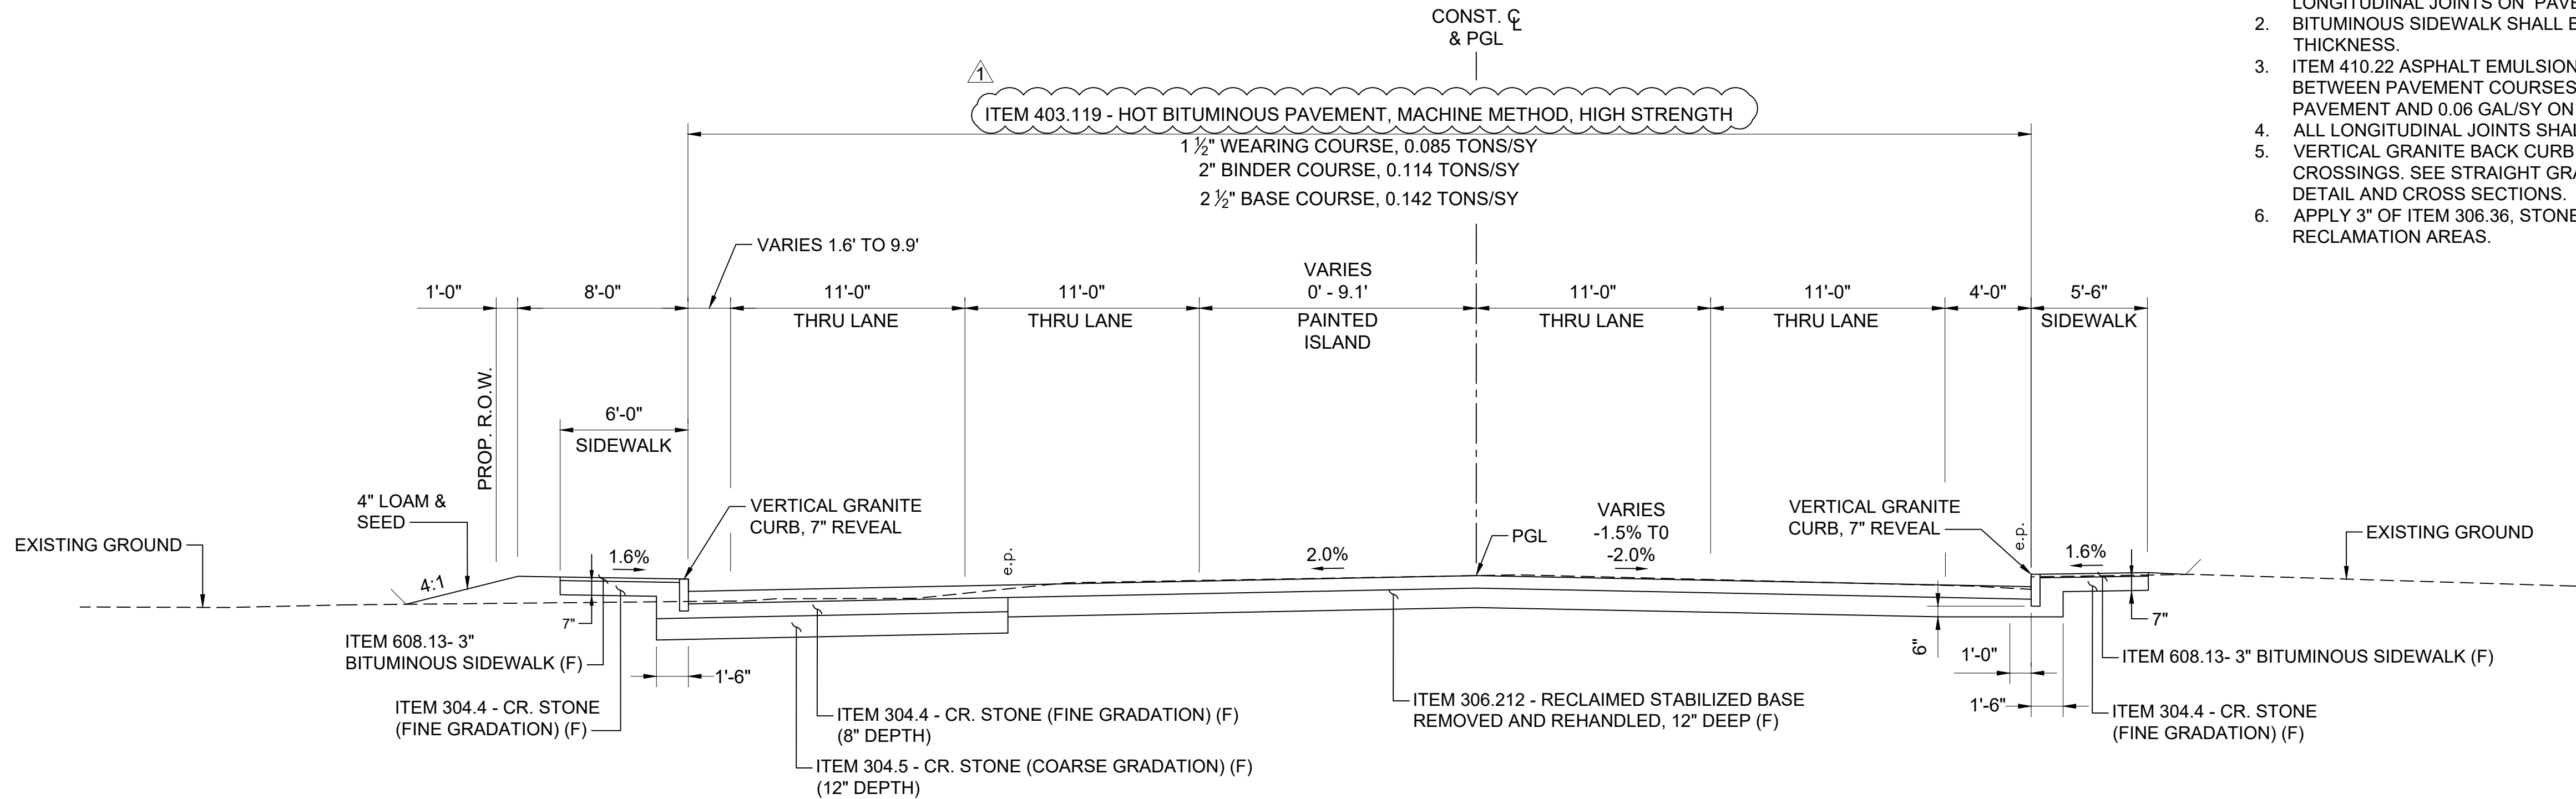 CONST. ℄
& PGL
1
ITEM 403.119 - HOT BITUMINOUS PAVEMENT, MACHINE METHOD, HIGH STRENGTH
1 ½" WEARING COURSE, 0.085 TONS/SY
2" BINDER COURSE, 0.114 TONS/SY
2 ½" BASE COURSE, 0.142 TONS/SY
LONGITUDINAL JOINTS ON
2. BITUMINOUS SIDEWALK SHALL
THICKNESS.
3. ITEM 410.22 ASPHALT EMULSION
BETWEEN PAVEMENT COURSES
PAVEMENT AND 0.06 GAL/SY ON
4. ALL LONGITUDINAL JOINTS
5. VERTICAL GRANITE BACK CURB
CROSSINGS. SEE STRAIGHT
DETAIL AND CROSS SECTIONS.
6. APPLY 3" OF ITEM 306.36, STONE
RECLAMATION AREAS.
VARIES 1.6' TO 9.9'
1'-0"
8'-0"
11'-0"
THRU LANE
11'-0"
THRU LANE
VARIES
0' - 9.1'
PAINTED
ISLAND
11'-0"
THRU LANE
11'-0"
THRU LANE
4'-0"
5'-6"
SIDEWALK
PROP. R.O.W.
6'-0"
SIDEWALK
4" LOAM &
SEED
EXISTING GROUND
4:1
1.6%
VERTICAL GRANITE
CURB, 7" REVEAL
e.p.
2.0%
PGL
VARIES
-1.5% T0
-2.0%
VERTICAL GRANITE
CURB, 7" REVEAL
e.p.
1.6%
EXISTING GROUND
7"
ITEM 608.13- 3"
BITUMINOUS SIDEWALK (F)
ITEM 304.4 - CR. STONE
(FINE GRADATION) (F)
1'-6"
ITEM 304.4 - CR. STONE (FINE GRADATION) (F)
(8" DEPTH)
ITEM 304.5 - CR. STONE (COARSE GRADATION) (F)
(12" DEPTH)
ITEM 306.212 - RECLAIMED STABILIZED BASE
REMOVED AND REHANDLED, 12" DEEP (F)
6"
1'-0"
1'-6"
7"
ITEM 608.13- 3" BITUMINOUS SIDEWALK (F)
ITEM 304.4 - CR. STONE
(FINE GRADATION) (F)